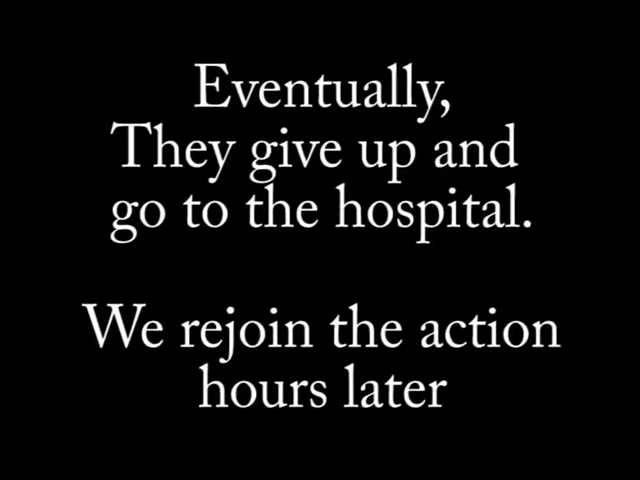 Eventually,
They give up and
go to the hospital.
We rejoin the action
hours later